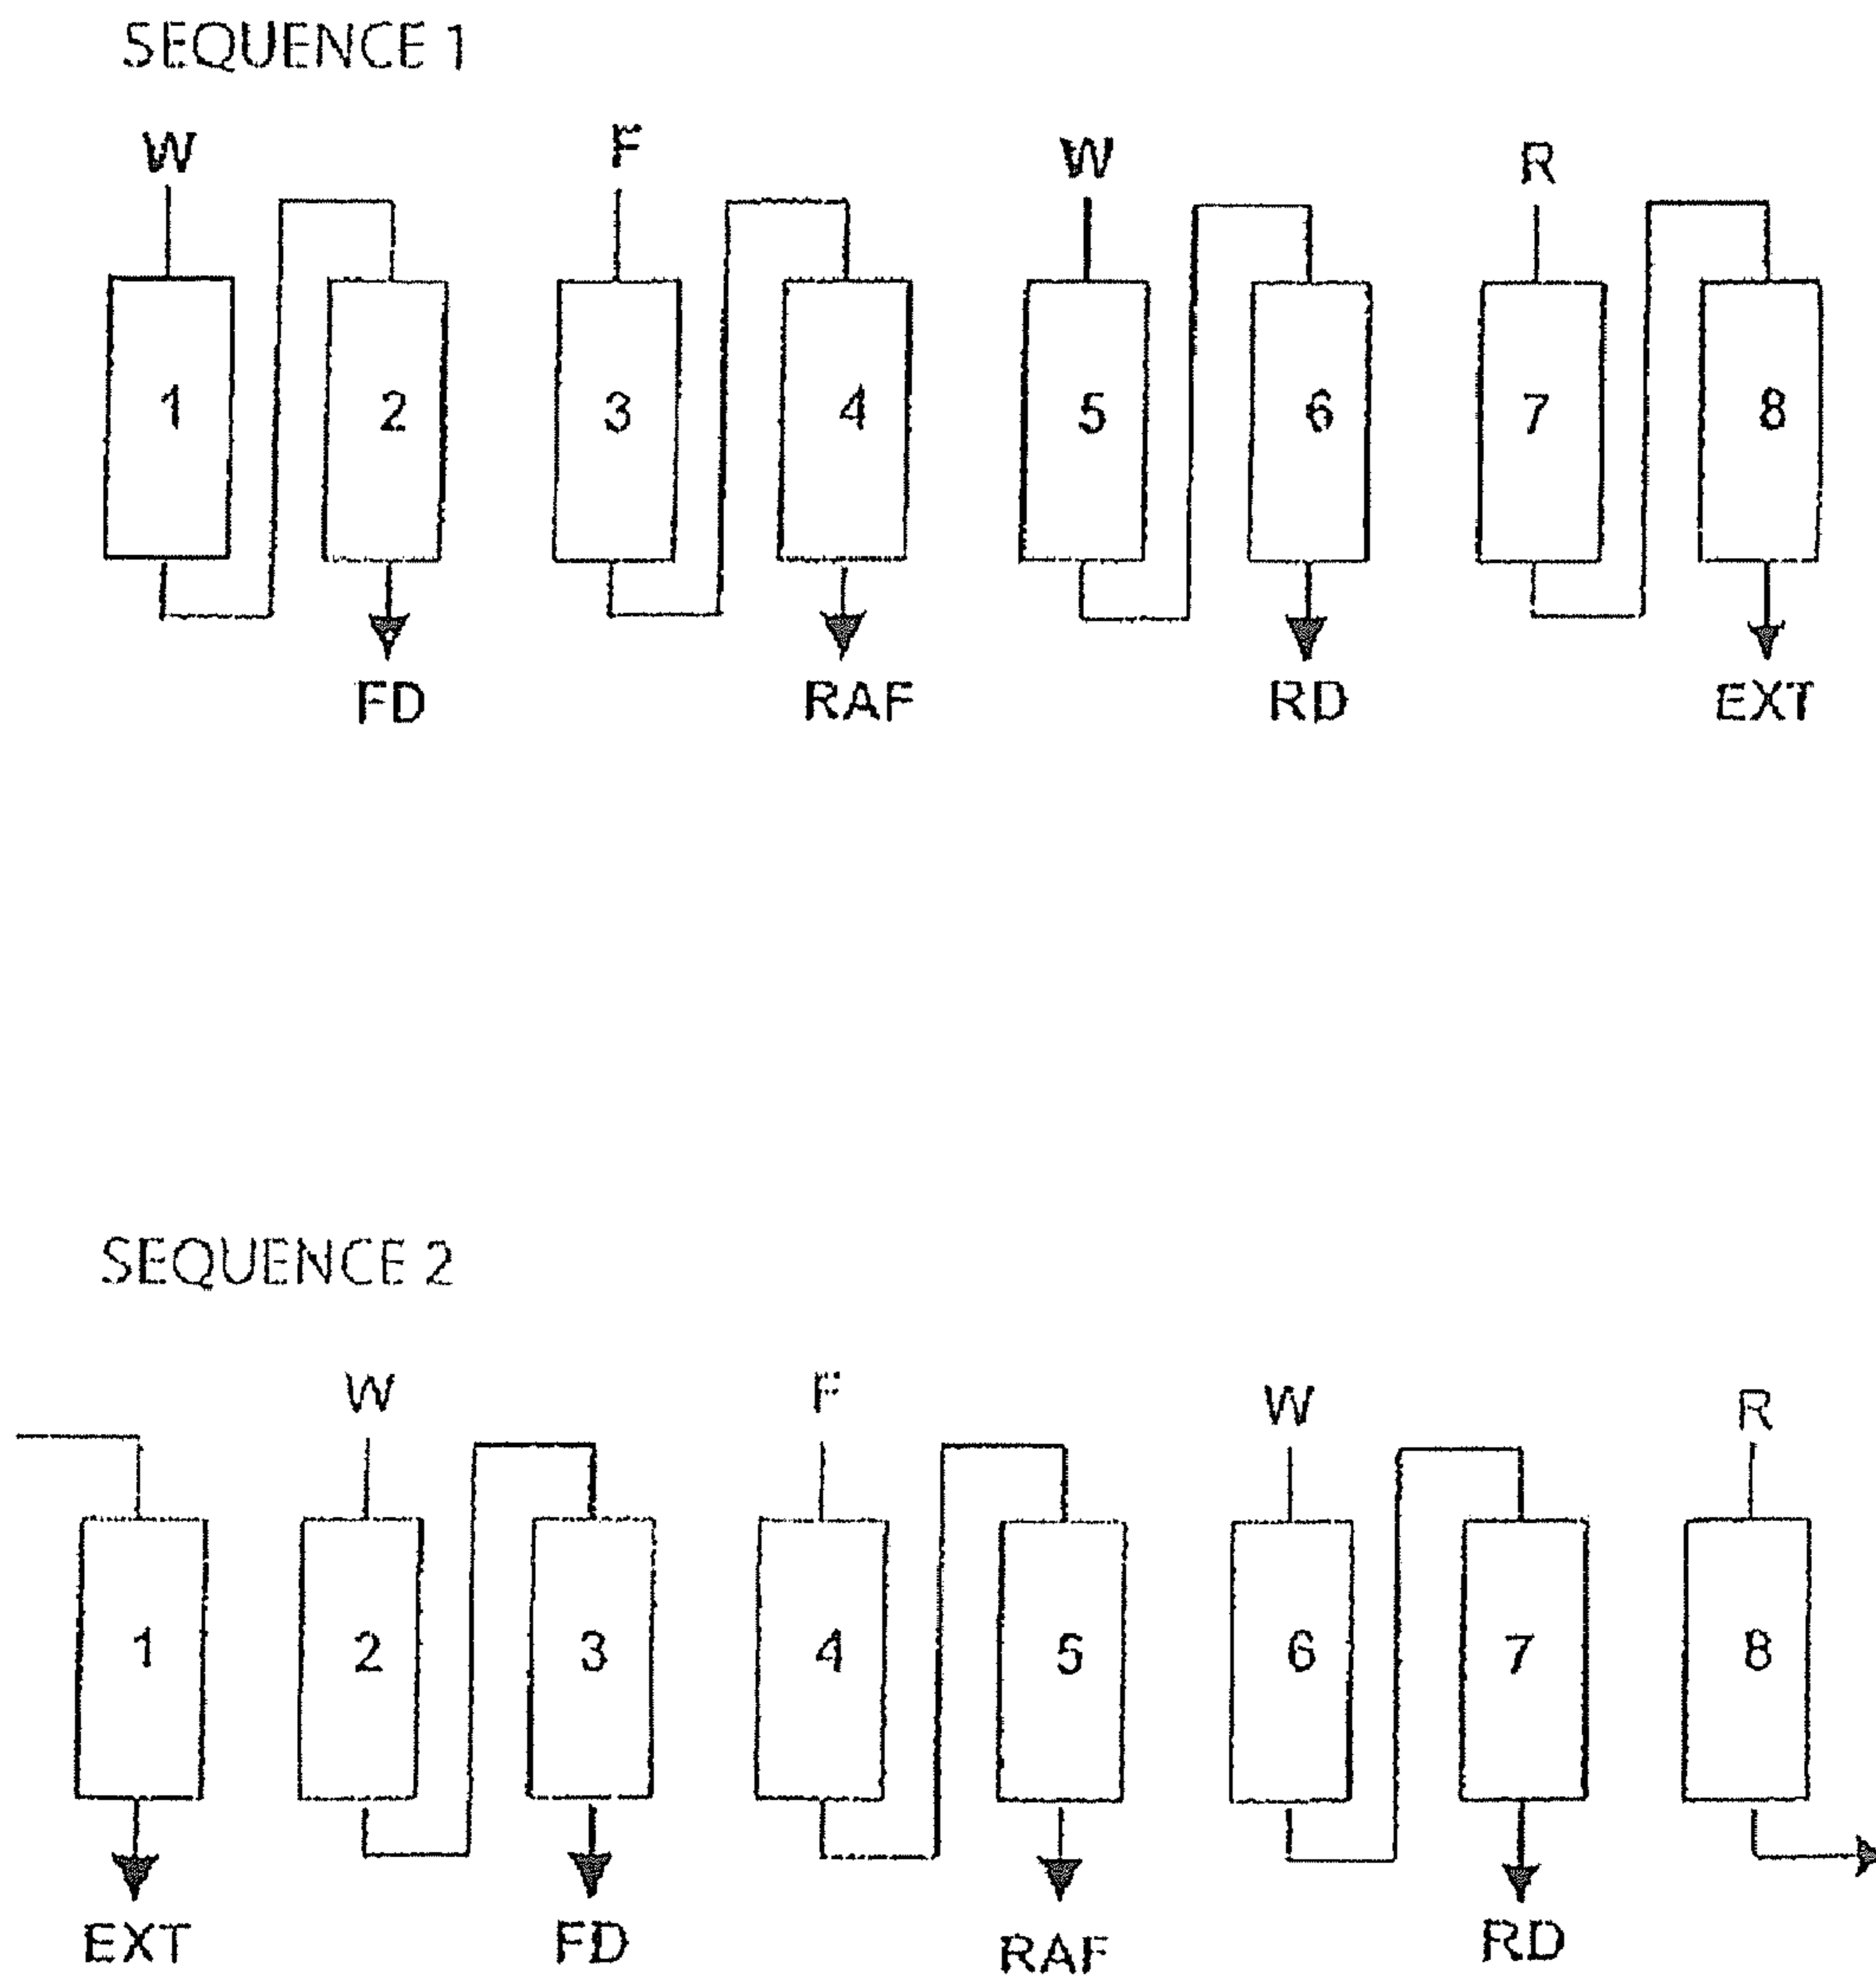 SEQUENCE 1
W F W R
1 2 3 4 5 6 7 8
FD RAF RD EXT
SEQUENCE 2
W F W R
1 2 3 4 5 6 7 8
EXT FD RAF RD